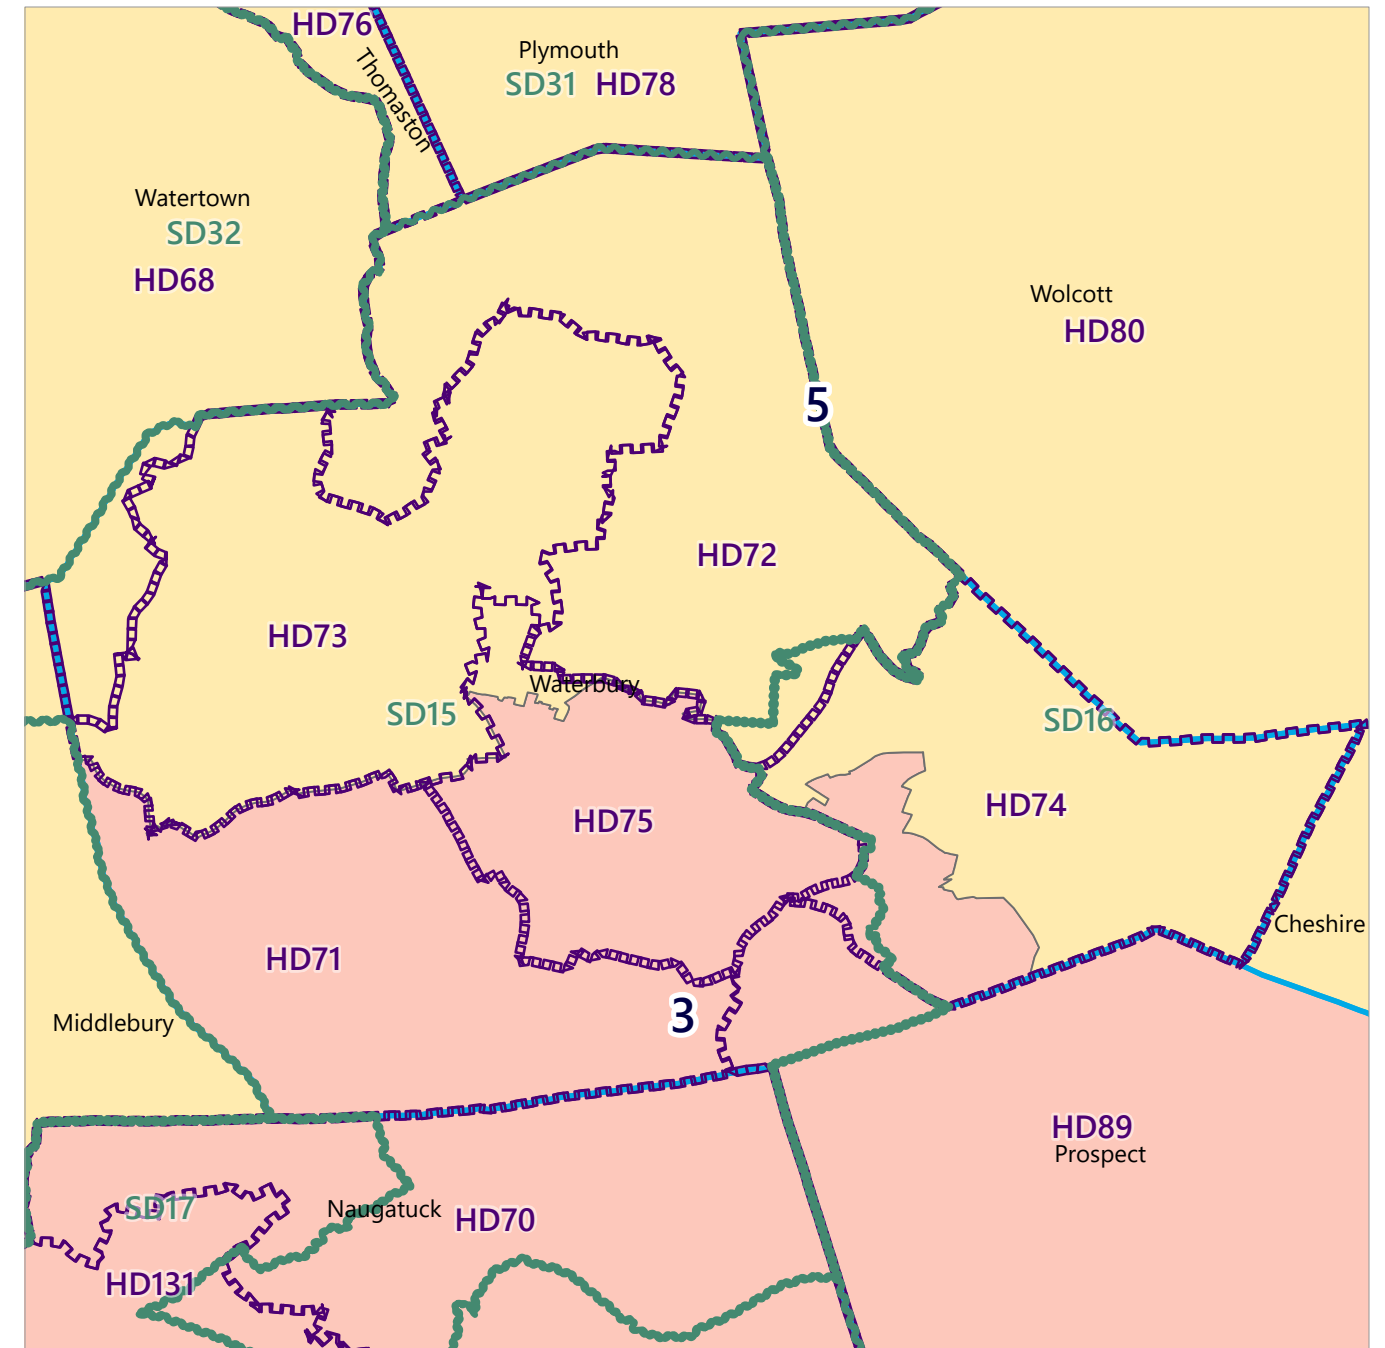 HD76
Thomaston
Plymouth
SD31 HD78
Watertown
SD32
HD68
Wolcott
HD80
5
HD72
HD73
Waterbury
SD15
SD16
HD74
HD75
Cheshire
HD71
3
Middlebury
HD89
Prospect
SD17
Naugatuck
HD70
HD131